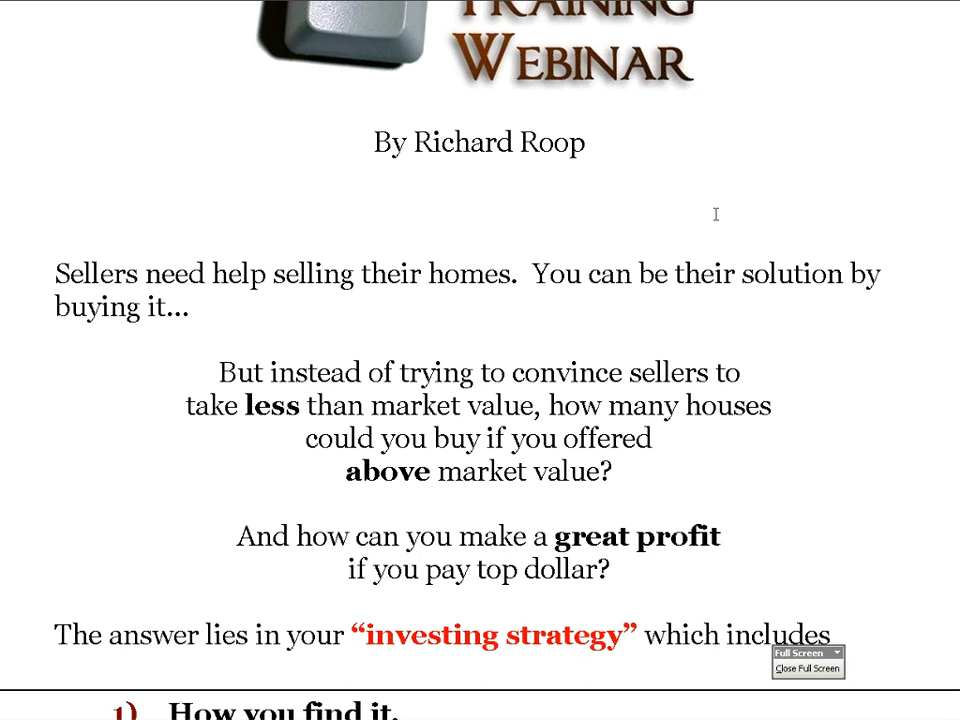 TRAINING
WEBINAR
By Richard Roop
Sellers need help selling their homes.  You can be their solution by
buying it...
But instead of trying to convince sellers to
take less than market value, how many houses
could you buy if you offered
above market value?
And how can you make a great profit
if you pay top dollar?
The answer lies in your “investing strategy” which includes
Full Screen
Close Full Screen
1) How you find it.